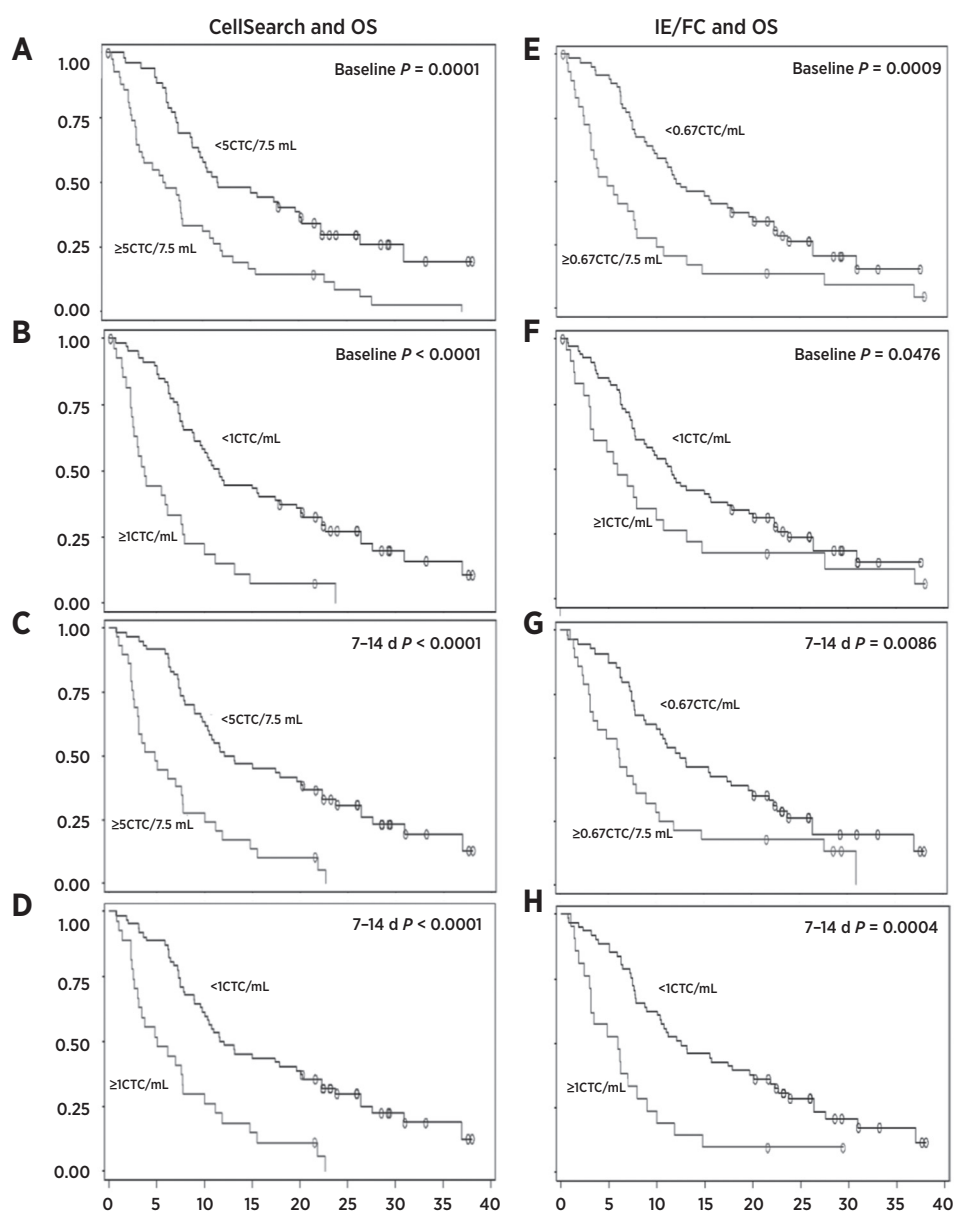 CellSearch and OS
IE/FC and OS
A
Baseline P = 0.0001
1.00
0.75
0.50
0.25
0.00
<5CTC/7.5 mL
≥5CTC/7.5 mL
B
Baseline P < 0.0001
1.00
0.75
0.50
0.25
0.00
<1CTC/mL
≥1CTC/mL
C
7–14 d P < 0.0001
1.00
0.75
0.50
0.25
0.00
<5CTC/7.5 mL
≥5CTC/7.5 mL
D
7–14 d P < 0.0001
1.00
0.75
0.50
0.25
0.00
<1CTC/mL
≥1CTC/mL
0 5 10 15 20 25 30 35 40
E
Baseline P = 0.0009
<0.67CTC/mL
≥0.67CTC/7.5 mL
F
Baseline P = 0.0476
<1CTC/mL
≥1CTC/mL
G
7–14 d P = 0.0086
<0.67CTC/mL
≥0.67CTC/7.5 mL
H
7–14 d P = 0.0004
<1CTC/mL
≥1CTC/mL
0 5 10 15 20 25 30 35 40